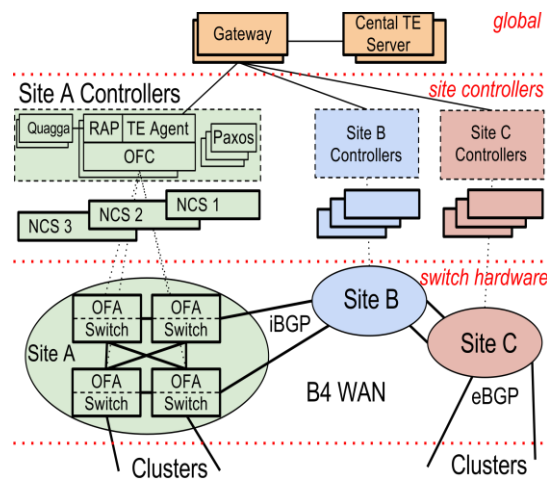 global
Gateway
Cental TE
Server
site controllers
Site A Controllers
Quagga
RAP
TE Agent
Paxos
OFC
Site B
Controllers
Site C
Controllers
NCS 1
NCS 2
NCS 3
switch hardware
OFA
Switch
OFA
Switch
Site B
iBGP
Site A
Site C
OFA
Switch
OFA
Switch
B4 WAN
eBGP
Clusters
Clusters